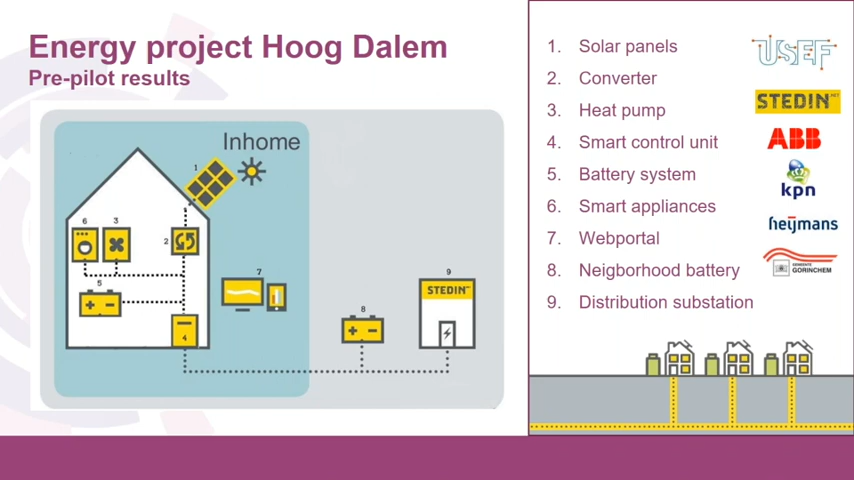 Energy project Hoog Dalem
Pre-pilot results
Inhome
1
6
3
2
5
4
7
8
9
STEDIN
1. Solar panels
2. Converter
3. Heat pump
4. Smart control unit
5. Battery system
6. Smart appliances
7. Webportal
8. Neigborhood battery
9. Distribution substation
USEF
STEDIN.NET
ABB
kpn
heijmans
GEMEENTE
GORINCHEM